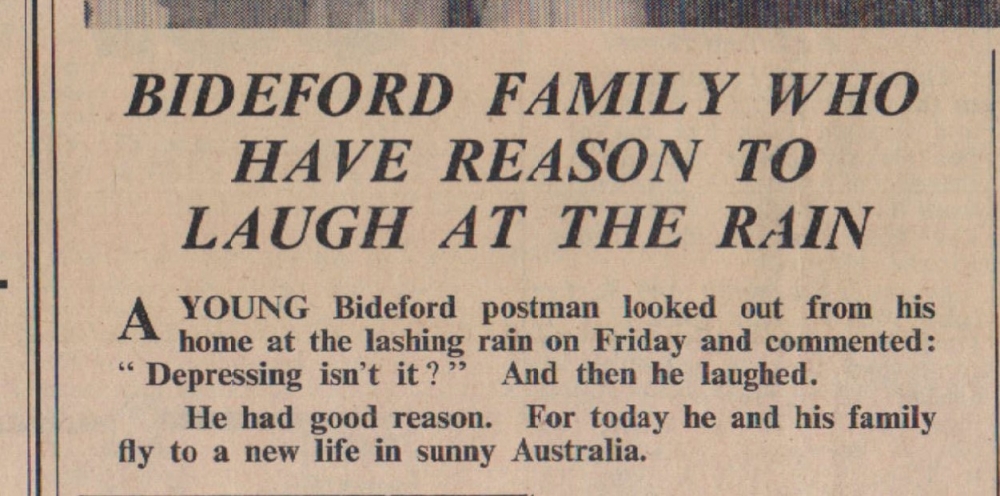 BIDEFORD FAMILY WHO
HAVE REASON TO
LAUGH AT THE RAIN
A YOUNG Bideford postman looked out from his
home at the lashing rain on Friday and commented:
“ Depressing isn't it ? ” And then he laughed.
He had good reason. For today he and his family
fly to a new life in sunny Australia.